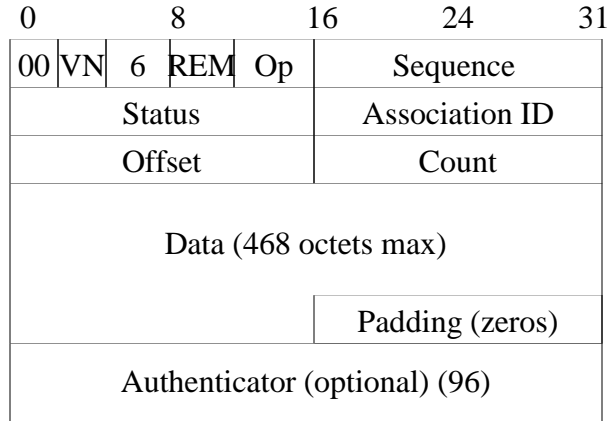 0 8 16 24 31
00 VN 6 REM Op Sequence
Status Association ID
Offset Count
Data (468 octets max)
Padding (zeros)
Authenticator (optional) (96)